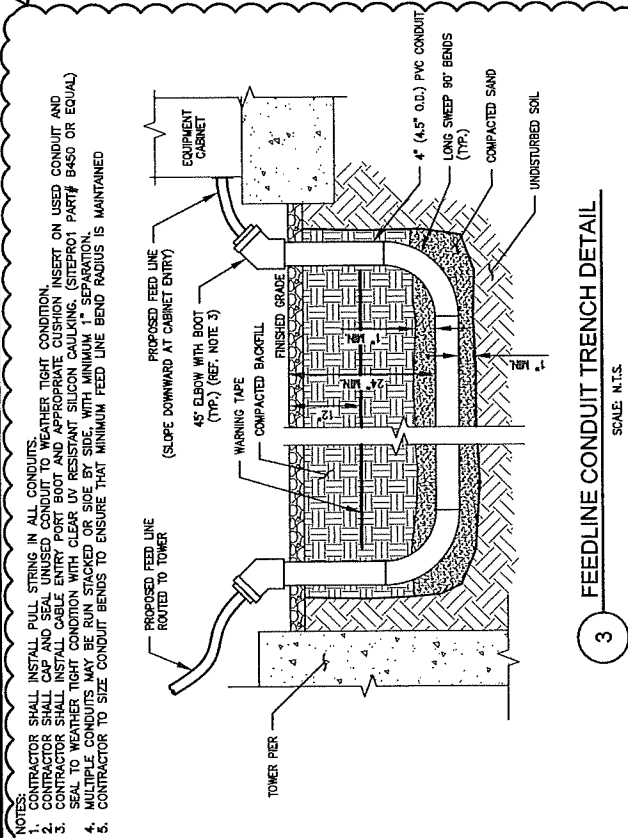 NOTES:
1. CONTRACTOR SHALL INSTALL PULL STRING IN ALL CONDUITS.
2. CONTRACTOR SHALL CAP AND SEAL UNUSED CONDUIT TO WEATHER TIGHT CONDITION.
3. CONTRACTOR SHALL INSTALL CABLE ENTRY PORT BOOT AND APPROPRIATE CUSHION INSERT ON USED CONDUIT AND
SEAL TO WEATHER TIGHT CONDITION WITH CLEAR UV RESISTANT SILICON CAULKING. (SITEPRO1 PART# B450 OR EQUAL)
4. MULTIPLE CONDUITS MAY BE RUN STACKED OR SIDE BY SIDE, WITH MINIMUM 1" SEPARATION.
5. CONTRACTOR TO SIZE CONDUIT BENDS TO ENSURE THAT MINIMUM FEED LINE BEND RADIUS IS MAINTAINED
PROPOSED FEED LINE
ROUTED TO TOWER
PROPOSED FEED LINE
(SLOPE DOWNWARD AT CABINET ENTRY)
EQUIPMENT
CABINET
45° ELBOW WITH BOOT
(TYP.) (REF. NOTE 3)
FINISHED GRADE
WARNING TAPE
COMPACTED BACKFILL
12"
24" MIN.
1" MIN.
1" MIN.
TOWER PIER
4" (4.5" O.D.) PVC CONDUIT
LONG SWEEP 90° BENDS
(TYP.)
COMPACTED SAND
UNDISTURBED SOIL
3
FEEDLINE CONDUIT TRENCH DETAIL
SCALE: N.T.S.